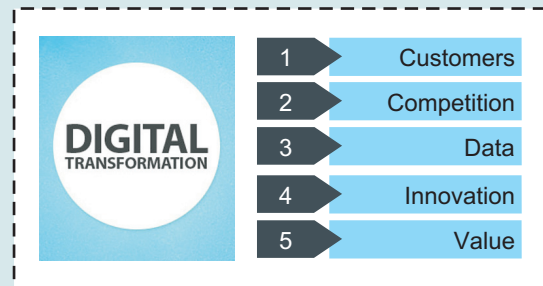 DIGITAL
TRANSFORMATION
1 Customers
2 Competition
3 Data
4 Innovation
5 Value